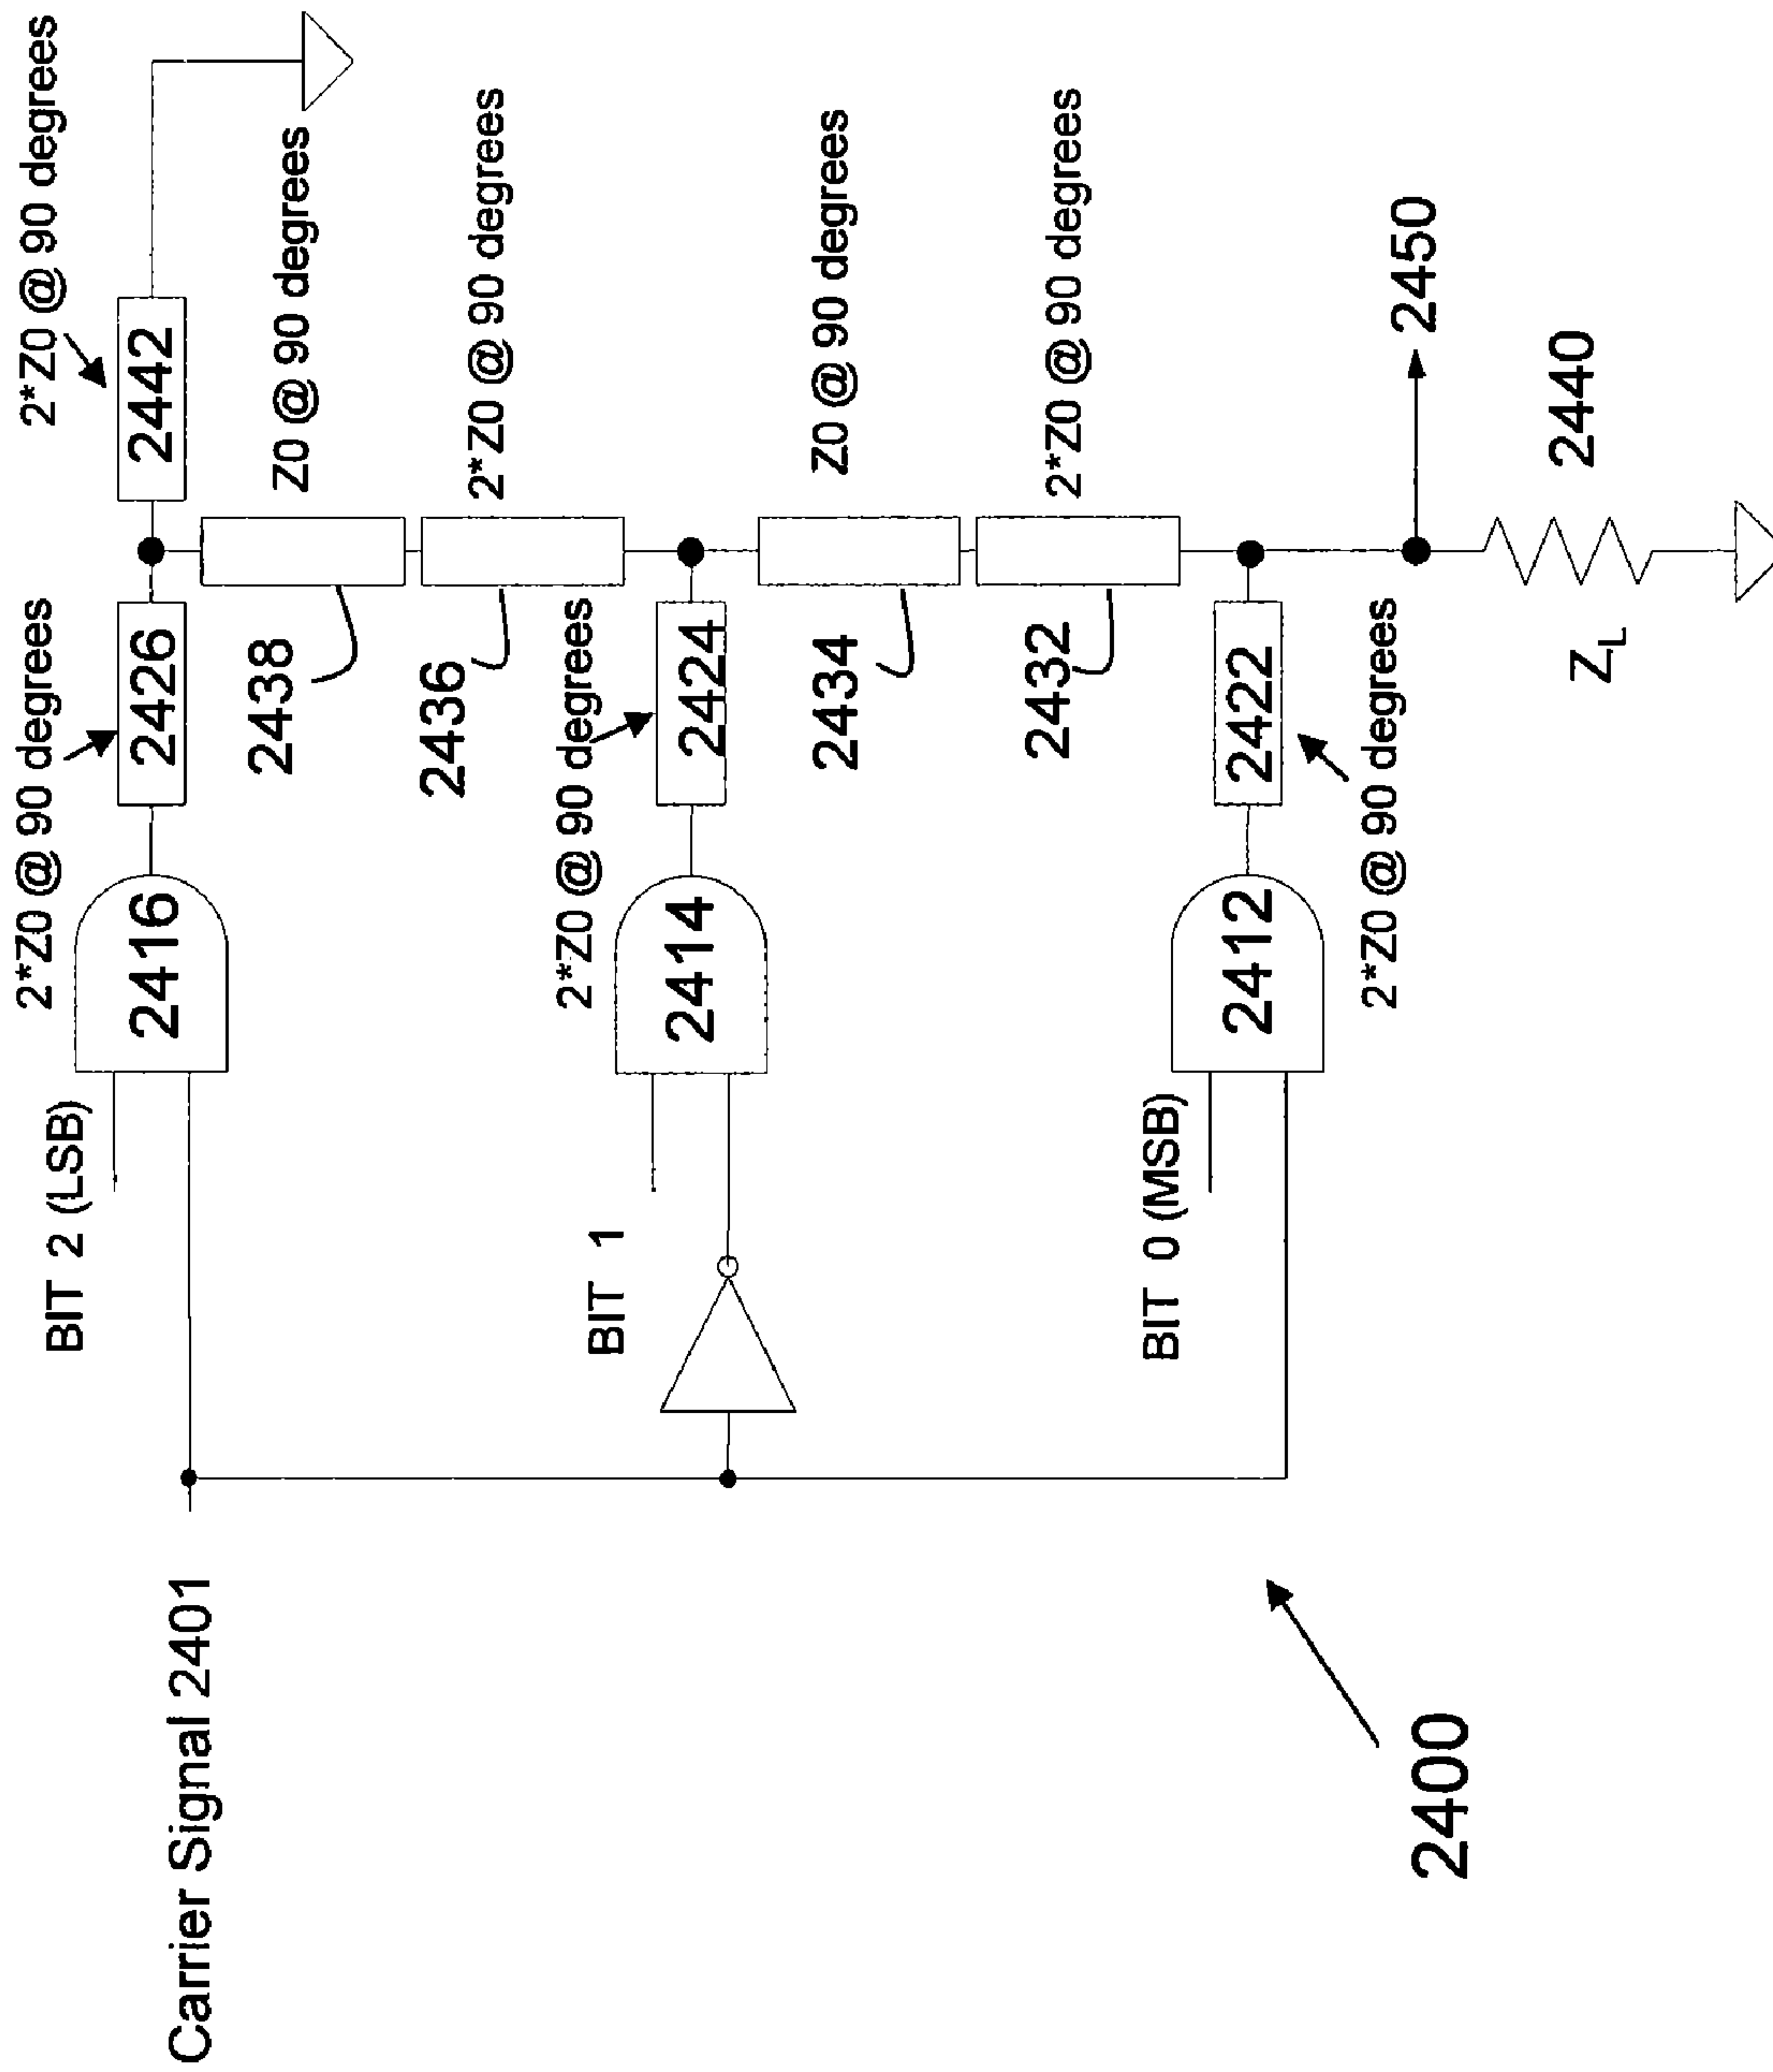 2*Z0 @ 90 degrees
2*Z0 @ 90 degrees
BIT 2 (LSB)
2416
2426
2442
Carrier Signal 2401
2438
Z0 @ 90 degrees
2436
2*Z0 @ 90 degrees
2*Z0 @ 90 degrees
BIT 1
2414
2424
2434
Z0 @ 90 degrees
2432
2*Z0 @ 90 degrees
BIT 0 (MSB)
2412
2422
2*Z0 @ 90 degrees
2450
2400
ZL
2440